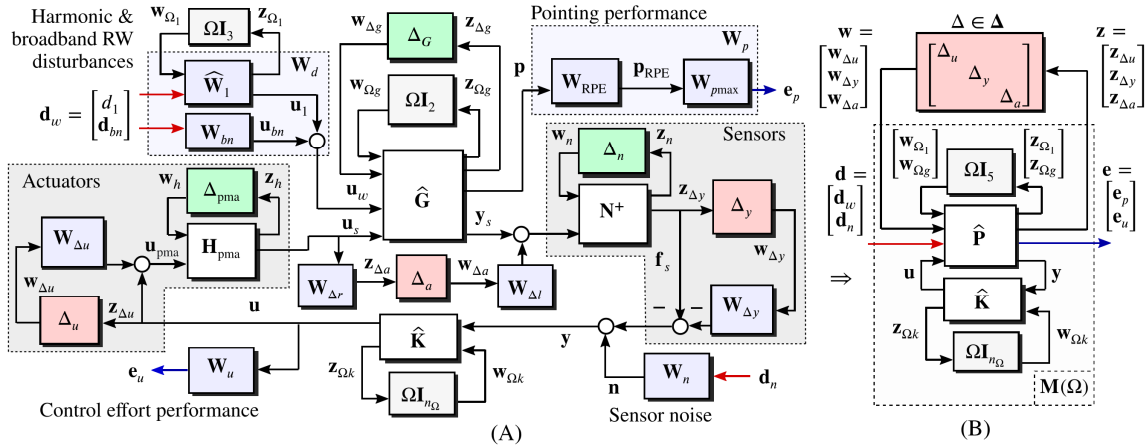 Harmonic &
broadband RW
disturbances
w_Ω1
z_Ω1
ΩI_3
Ŵ_1
W_d
u_1
d_w = [d_1 d_bn]
W_bn
u_bn
w_Δg
z_Δg
Δ_G
w_Ωg
z_Ωg
ΩI_2
Ĝ
u_w
u_s
y_s
p
Pointing performance
W_p
W_RPE
p_RPE
W_pmax
e_p
Sensors
w_n
z_n
Δ_n
N⁺
z_Δy
Δ_y
w_Δy
f_s
W_Δy
− −
Actuators
w_h
z_h
Δ_pma
W_Δu
u_pma
H_pma
w_Δu
Δ_u
z_Δu
u
W_Δr
z_Δa
Δ_a
w_Δa
W_Δl
y
K̂
z_Ωk
w_Ωk
ΩI_nΩ
e_u
W_u
Control effort performance
n
W_n
d_n
Sensor noise
(A)
w =
[w_Δu w_Δy w_Δa]
Δ ∈ Δ
[Δ_u Δ_y Δ_a]
z =
[z_Δu z_Δy z_Δa]
[w_Ω1 w_Ωg]
[z_Ω1 z_Ωg]
ΩI_5
d =
[d_w d_n]
e =
[e_p e_u]
P̂
⇒
u
y
K̂
z_Ωk
w_Ωk
ΩI_nΩ
M(Ω)
(B)